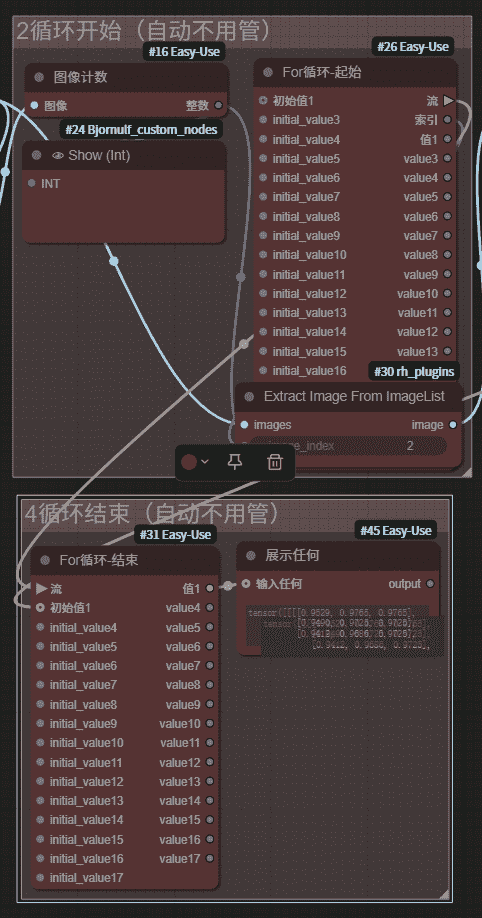 2循环开始（自动不用管）
#16 Easy-Use
图像计数
图像
整数
#24 Bjornulf_custom_nodes
Show (Int)
INT
#26 Easy-Use
For循环-起始
初始值1
流
initial_value3
索引
initial_value4
值1
initial_value5
value3
initial_value6
value4
initial_value7
value5
initial_value8
value6
initial_value9
value7
initial_value10
value8
initial_value11
value9
initial_value12
value10
initial_value13
value11
initial_value14
value12
initial_value15
value13
initial_value16
#30 rh_plugins
Extract Image From ImageList
images
image
2
4循环结束（自动不用管）
#31 Easy-Use
For循环-结束
流
值1
初始值1
value4
initial_value4
value5
initial_value5
value6
initial_value6
value7
initial_value7
value8
initial_value8
value9
initial_value9
value10
initial_value10
value11
initial_value11
value12
initial_value12
value13
initial_value13
value14
initial_value14
value15
initial_value15
value16
initial_value16
value17
initial_value17
#45 Easy-Use
展示任何
输入任何
output